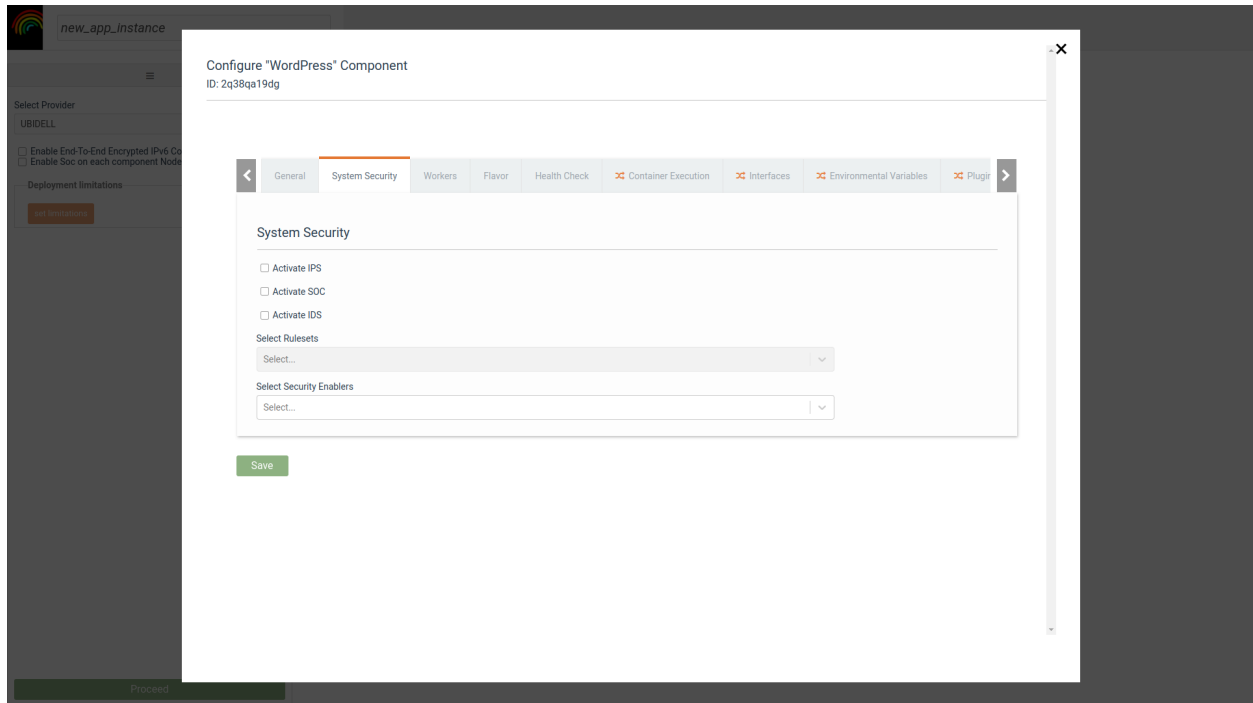 new_app_instance
Select Provider
UBIDELL
Enable End-To-End Encrypted IPv6 Co
Enable Soc on each component Node
Deployment limitations
set limitations
Proceed
Configure "WordPress" Component
ID: 2q38qa19dg
General System Security Workers Flavor Health Check Container Execution Interfaces Environmental Variables Plugin
System Security
Activate IPS
Activate SOC
Activate IDS
Select Rulesets
Select...
Select Security Enablers
Select...
Save